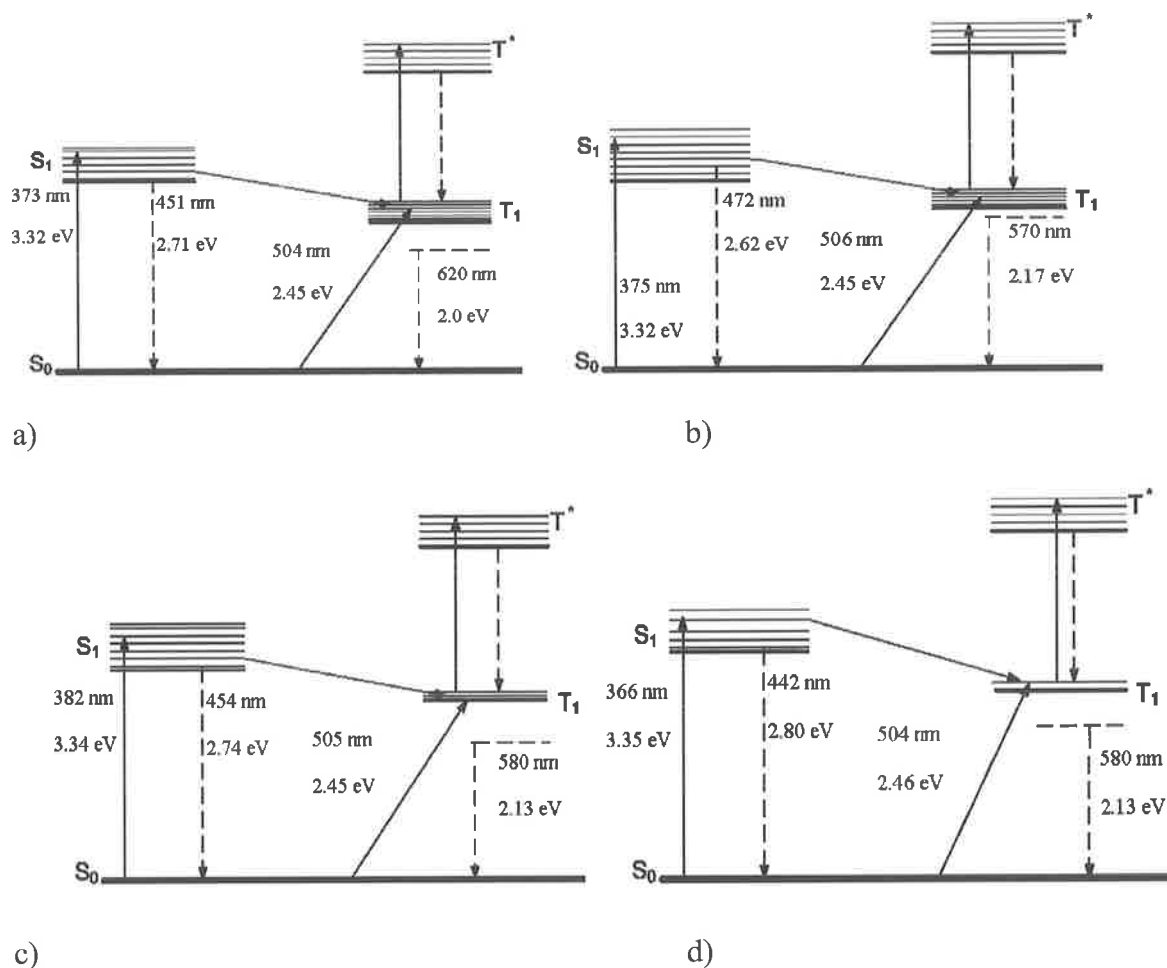 T*
S1
373 nm
451 nm
T1
3.32 eV
2.71 eV
504 nm
2.45 eV
620 nm
2.0 eV
S0
a)
T*
S1
472 nm
T1
570 nm
2.62 eV
506 nm
375 nm
2.45 eV
2.17 eV
3.32 eV
S0
b)
T*
S1
382 nm
454 nm
T1
3.34 eV
2.74 eV
505 nm
580 nm
2.45 eV
2.13 eV
S0
c)
T*
S1
366 nm
442 nm
T1
3.35 eV
2.80 eV
504 nm
580 nm
2.46 eV
2.13 eV
S0
d)